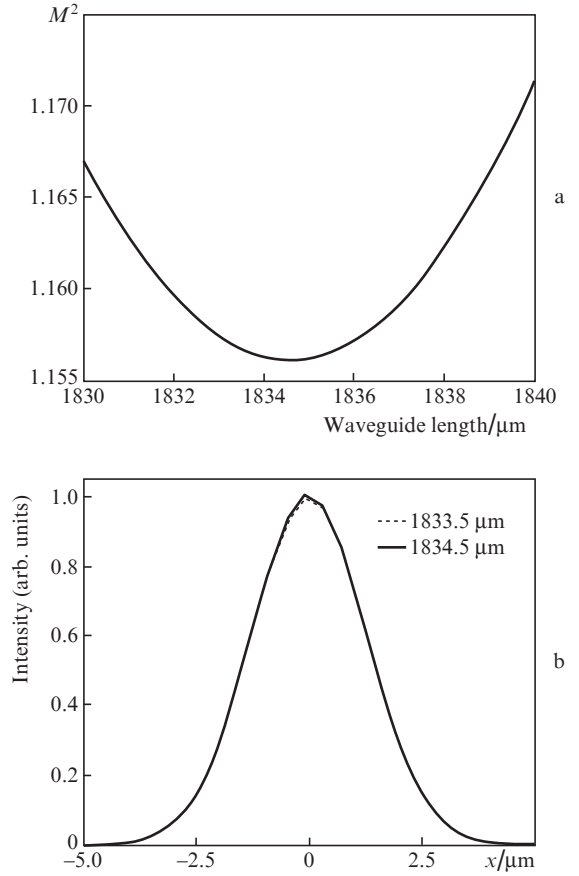 M²
1.170
1.165
1.160
1.155
1830
1832
1834
1836
1838
1840
Waveguide length/μm
a
Intensity (arb. units)
1.0
0.8
0.6
0.4
0.2
0
1833.5 μm
1834.5 μm
–5.0
–2.5
0
2.5
x/μm
b